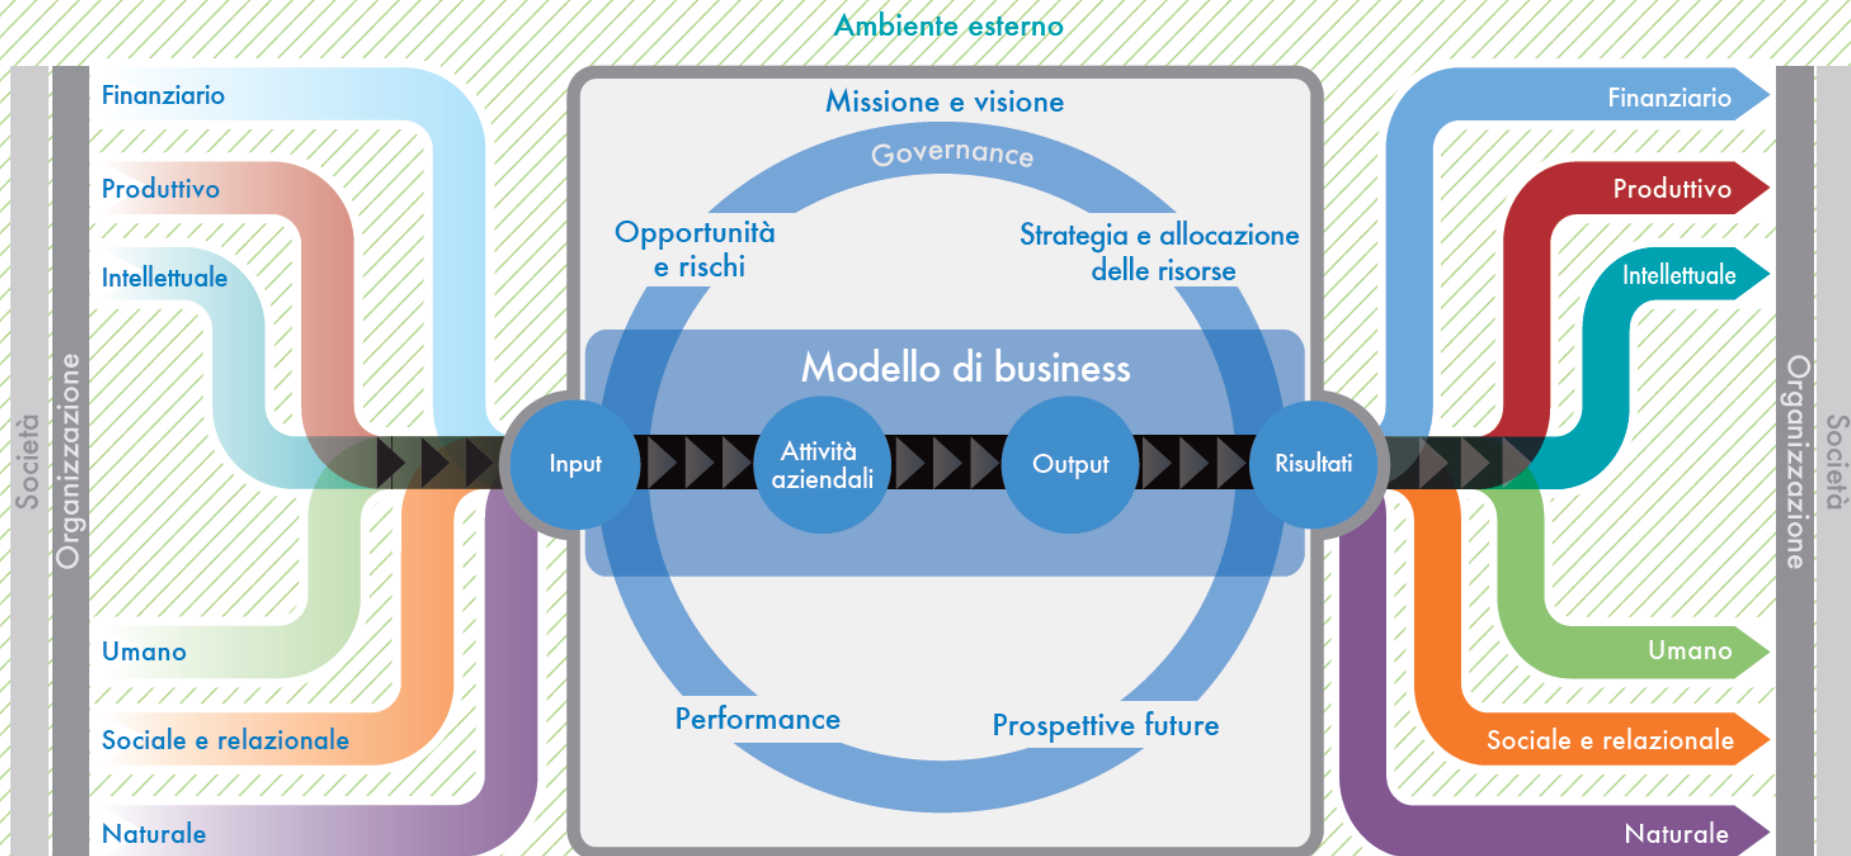 Ambiente esterno
Società
Organizzazione
Finanziario
Produttivo
Intellettuale
Umano
Sociale e relazionale
Naturale
Missione e visione
Governance
Opportunità
e rischi
Strategia e allocazione
delle risorse
Modello di business
Input
Attività
aziendali
Output
Risultati
Performance
Prospettive future
Finanziario
Produttivo
Intellettuale
Umano
Sociale e relazionale
Naturale
Organizzazione
Società